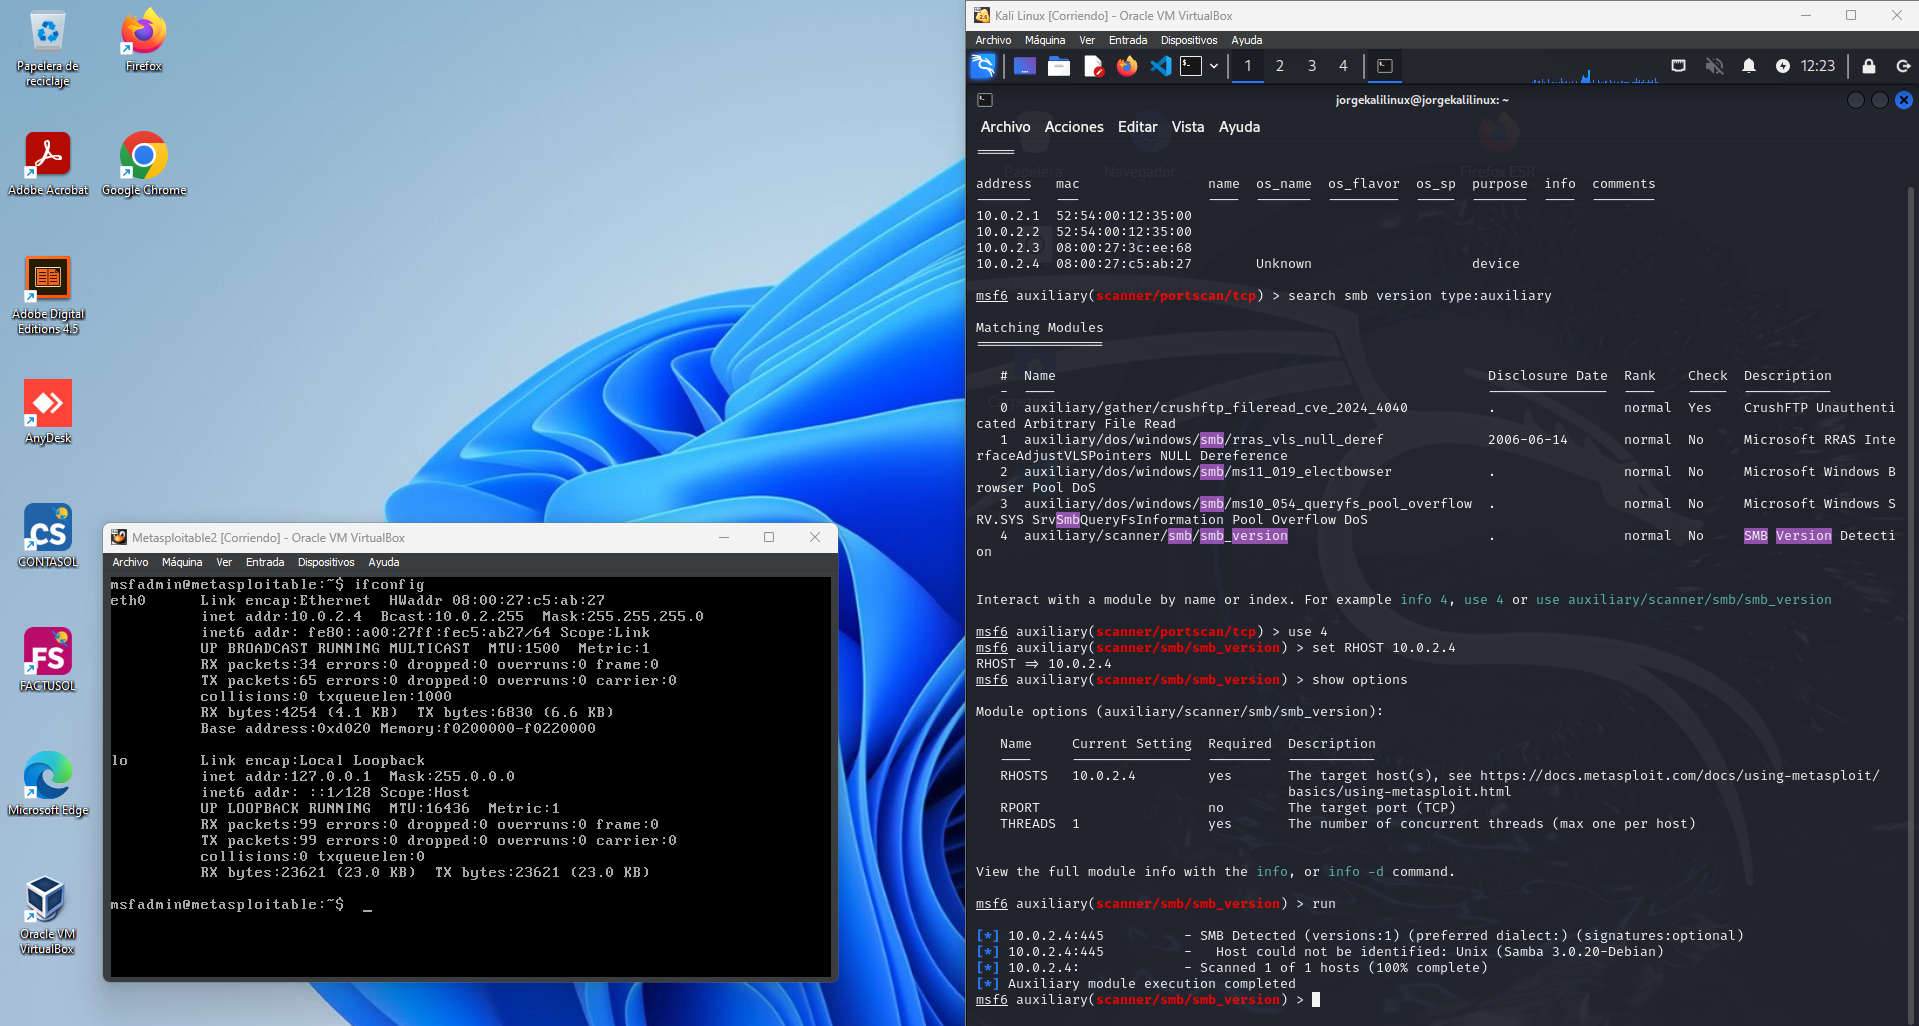 Papelera de
reciclaje
Firefox
Adobe Acrobat
Google Chrome
Adobe Digital
Editions 4.5
AnyDesk
CONTASOL
FACTUSOL
Microsoft Edge
Oracle VM
VirtualBox
Metasploitable2 [Corriendo] - Oracle VM VirtualBox
Archivo Máquina Ver Entrada Dispositivos Ayuda
msfadmin@metasploitable:~$ ifconfig
eth0      Link encap:Ethernet  HWaddr 08:00:27:c5:ab:27
          inet addr:10.0.2.4  Bcast:10.0.2.255  Mask:255.255.255.0
          inet6 addr: fe80::a00:27ff:fec5:ab27/64 Scope:Link
          UP BROADCAST RUNNING MULTICAST  MTU:1500  Metric:1
          RX packets:34 errors:0 dropped:0 overruns:0 frame:0
          TX packets:65 errors:0 dropped:0 overruns:0 carrier:0
          collisions:0 txqueuelen:1000
          RX bytes:4254 (4.1 KB)  TX bytes:6830 (6.6 KB)
          Base address:0xd020 Memory:f0200000-f0220000
lo        Link encap:Local Loopback
          inet addr:127.0.0.1  Mask:255.0.0.0
          inet6 addr: ::1/128 Scope:Host
          UP LOOPBACK RUNNING  MTU:16436  Metric:1
          RX packets:99 errors:0 dropped:0 overruns:0 frame:0
          TX packets:99 errors:0 dropped:0 overruns:0 carrier:0
          collisions:0 txqueuelen:0
          RX bytes:23621 (23.0 KB)  TX bytes:23621 (23.0 KB)
msfadmin@metasploitable:~$ _
Kali Linux [Corriendo] - Oracle VM VirtualBox
Archivo Máquina Ver Entrada Dispositivos Ayuda
1 2 3 4 12:23
jorgekalilinux@jorgekalilinux: ~
Archivo Acciones Editar Vista Ayuda
Papelera Navegador Firefox ESR
address   mac                name  os_name  os_flavor  os_sp  purpose  info  comments
10.0.2.1  52:54:00:12:35:00
10.0.2.2  52:54:00:12:35:00
10.0.2.3  08:00:27:3c:ee:68
10.0.2.4  08:00:27:c5:ab:27        Unknown                    device
msf6 auxiliary(scanner/portscan/tcp) > search smb version type:auxiliary
Matching Modules
================
   #  Name                                                      Disclosure Date  Rank    Check  Description
   0  auxiliary/gather/crushftp_fileread_cve_2024_4040          .                normal  Yes    CrushFTP Unauthenti
cated Arbitrary File Read
   1  auxiliary/dos/windows/smb/rras_vls_null_deref             2006-06-14       normal  No     Microsoft RRAS Inte
rfaceAdjustVLSPointers NULL Dereference
   2  auxiliary/dos/windows/smb/ms11_019_electbowser            .                normal  No     Microsoft Windows B
rowser Pool DoS
   3  auxiliary/dos/windows/smb/ms10_054_queryfs_pool_overflow  .                normal  No     Microsoft Windows S
RV.SYS SrvSmbQueryFsInformation Pool Overflow DoS
   4  auxiliary/scanner/smb/smb_version                         .                normal  No     SMB Version Detecti
on
Interact with a module by name or index. For example info 4, use 4 or use auxiliary/scanner/smb/smb_version
msf6 auxiliary(scanner/portscan/tcp) > use 4
msf6 auxiliary(scanner/smb/smb_version) > set RHOST 10.0.2.4
RHOST => 10.0.2.4
msf6 auxiliary(scanner/smb/smb_version) > show options
Module options (auxiliary/scanner/smb/smb_version):
   Name     Current Setting  Required  Description
   RHOSTS   10.0.2.4         yes       The target host(s), see https://docs.metasploit.com/docs/using-metasploit/
                                       basics/using-metasploit.html
   RPORT                     no        The target port (TCP)
   THREADS  1                yes       The number of concurrent threads (max one per host)
View the full module info with the info, or info -d command.
msf6 auxiliary(scanner/smb/smb_version) > run
[*] 10.0.2.4:445          - SMB Detected (versions:1) (preferred dialect:) (signatures:optional)
[*] 10.0.2.4:445          -   Host could not be identified: Unix (Samba 3.0.20-Debian)
[*] 10.0.2.4:             - Scanned 1 of 1 hosts (100% complete)
[*] Auxiliary module execution completed
msf6 auxiliary(scanner/smb/smb_version) >